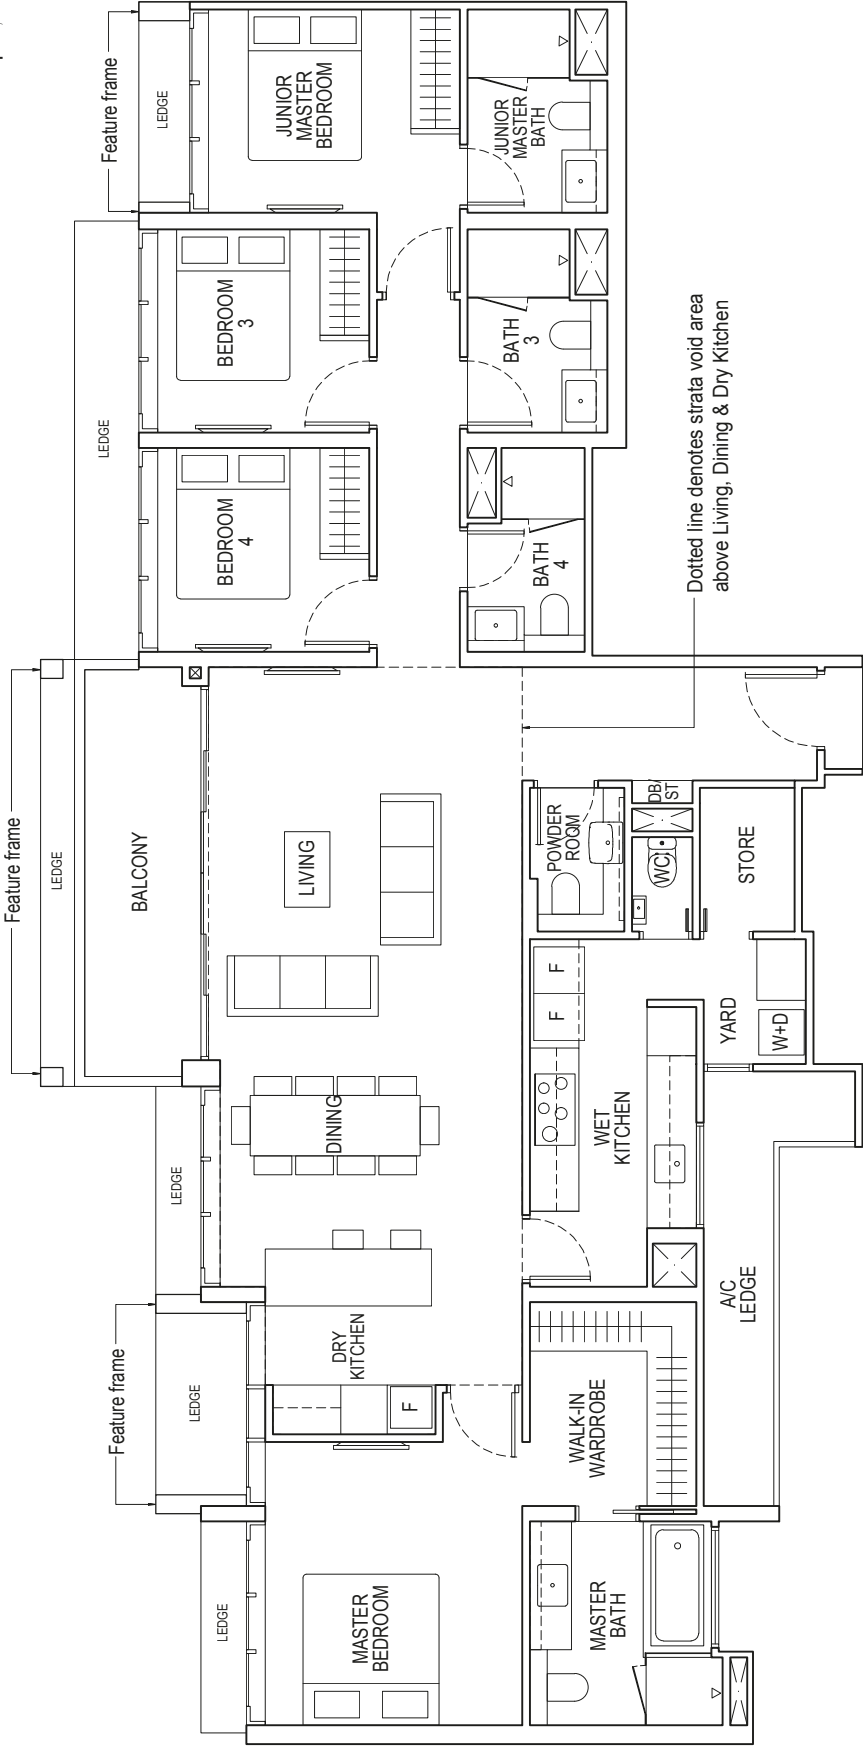 Feature frame
LEDGE
JUNIOR
MASTER
BEDROOM
JUNIOR
MASTER
BATH
LEDGE
BEDROOM
3
BATH
3
BEDROOM
4
BATH
4
Dotted line denotes strata void area
above Living, Dining & Dry Kitchen
Feature frame
LEDGE
BALCONY
LIVING
POWDER
ROOM
DB/
ST
WC
STORE
F
F
YARD
W+D
DINING
WET
KITCHEN
LEDGE
A/C
LEDGE
Feature frame
LEDGE
DRY
KITCHEN
F
WALK-IN
WARDROBE
LEDGE
MASTER
BEDROOM
MASTER
BATH